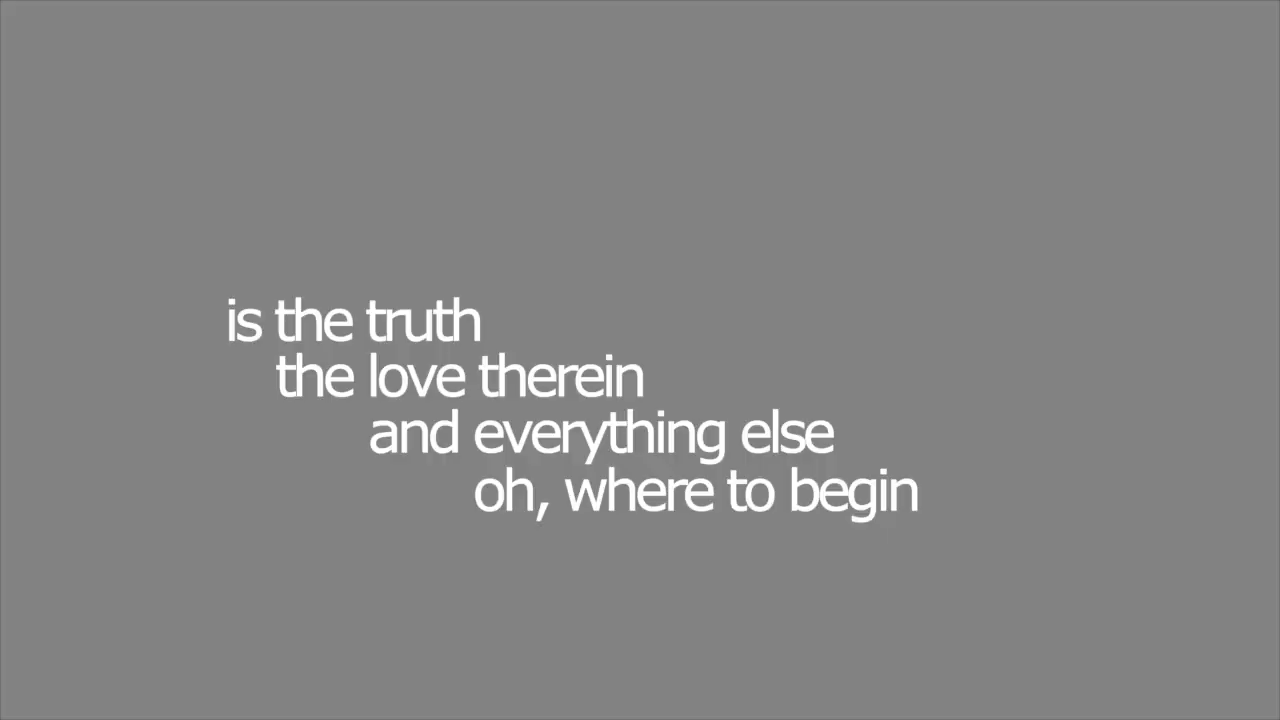 is the truth
the love therein
and everything else
oh, where to begin